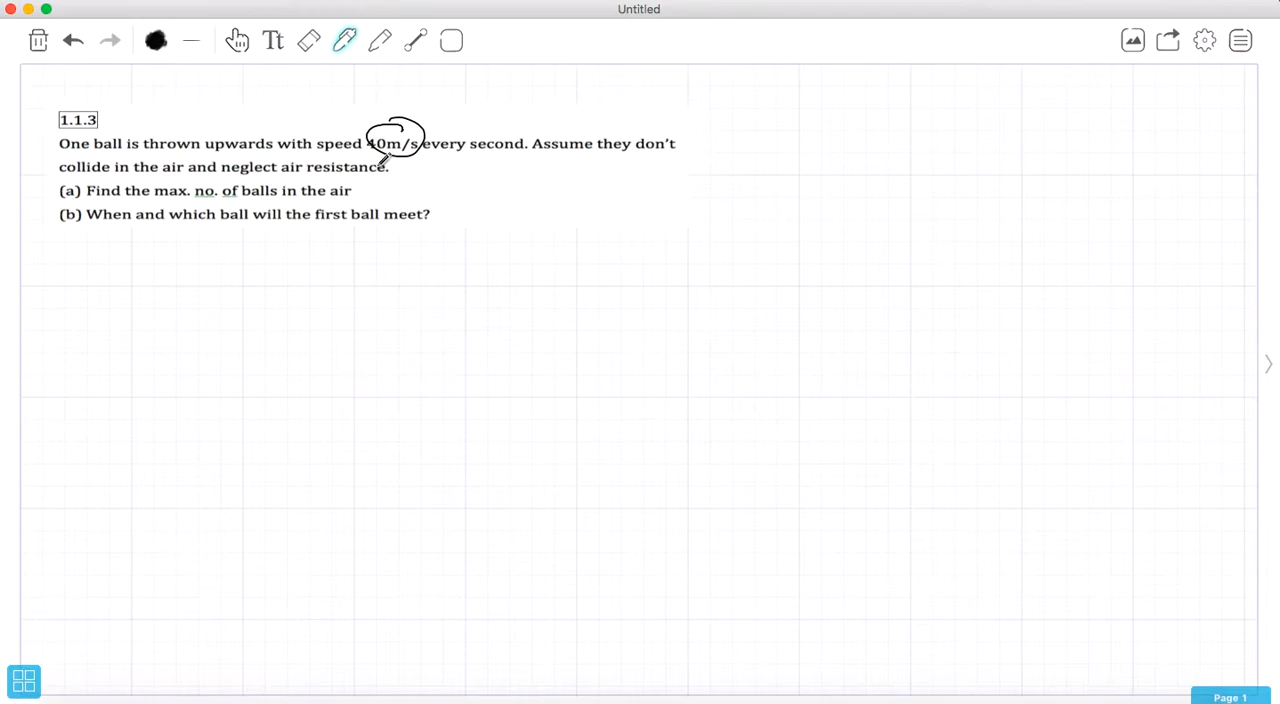 Untitled
Tt
1.1.3
One ball is thrown upwards with speed 40m/s every second. Assume they don't
collide in the air and neglect air resistance.
(a) Find the max. no. of balls in the air
(b) When and which ball will the first ball meet?
Page 1